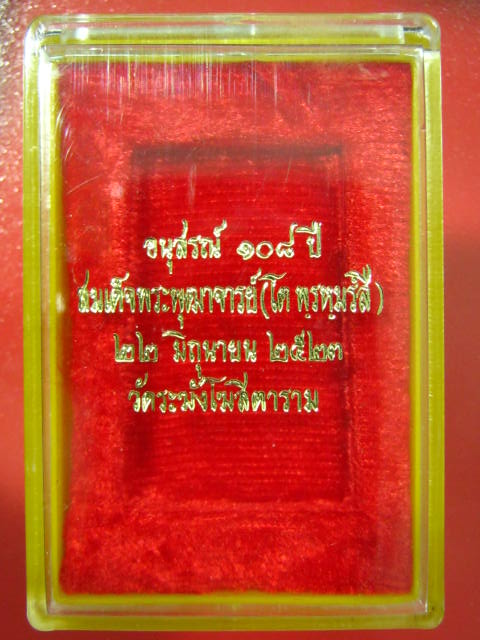 อนุสรณ์ ๑๐๘ ปี
สมเด็จพระพุฒาจารย์(โต พฺรหฺมรํสี)
๒๒ มิถุนายน ๒๕๒๓
วัดระฆังโฆสิตาราม